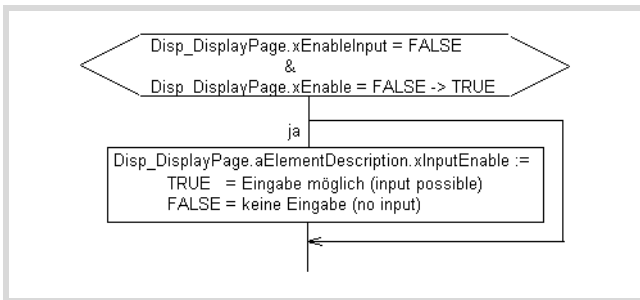 Disp_DisplayPage.xEnableInput = FALSE
&
Disp_DisplayPage.xEnable = FALSE -> TRUE
ja
Disp_DisplayPage.aElementDescription.xInputEnable :=
TRUE = Eingabe möglich (input possible)
FALSE = keine Eingabe (no input)